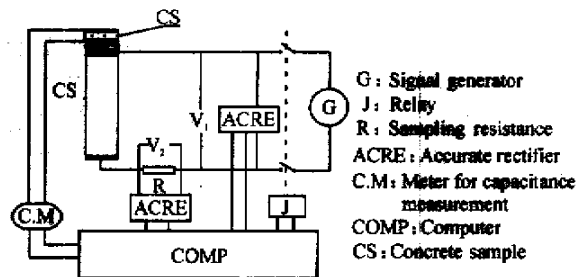 CS
CS
V1
ACRE
G
V2
R
ACRE
C.M
J
COMP
G: Signal generator
J: Relay
R: Sampling resistance
ACRE: Accurate rectifier
C.M: Meter for capacitance
measurement
COMP: Computer
CS: Concrete sample